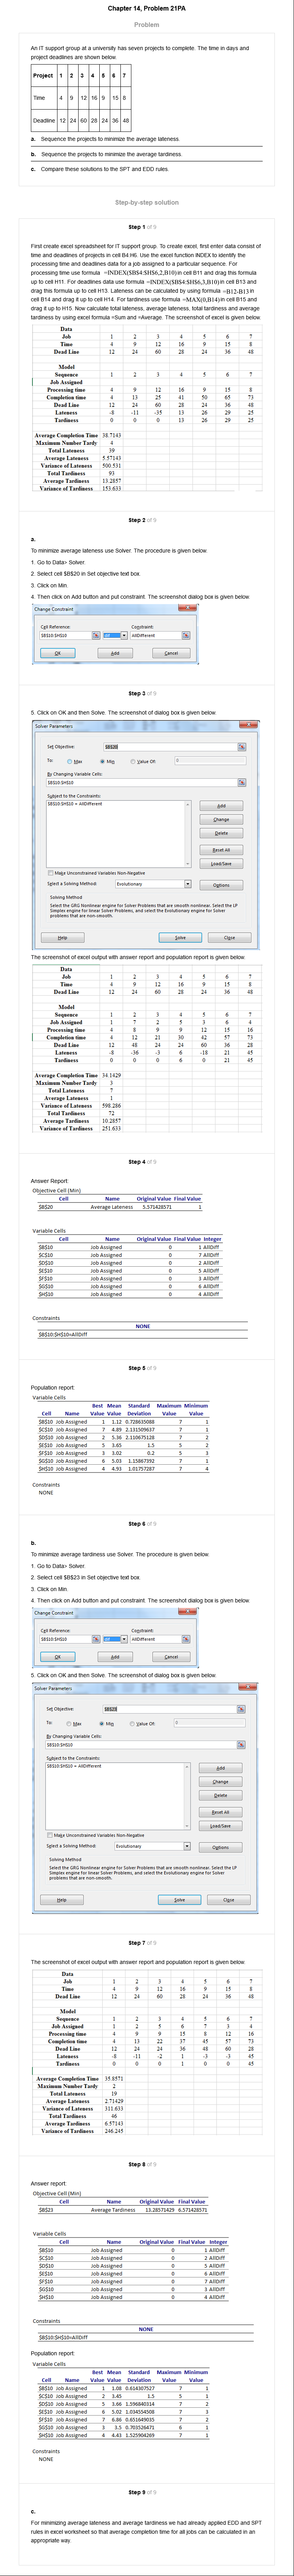 Chapter 14, Problem 21PA
Problem
An IT support group at a university has seven projects to complete. The time in days and
project deadlines are shown below.
Project 1 2 3 4 5 6 7
Time 4 9 12 16 9 15 8
Deadline 12 24 60 28 24 36 48
a. Sequence the projects to minimize the average lateness.
b. Sequence the projects to minimize the average tardiness.
c. Compare these solutions to the SPT and EDD rules.
Step-by-step solution
Step 1 of 9
First create excel spreadsheet for IT support group. To create excel, first enter data consist of
time and deadlines of jobs in cell B4:H6. Use the excel function INDEX to identify the
processing time and deadlines data for a job assigned to a particular sequence. For
processing time use formula =INDEX($B$4:$H$6,2,B10) in cell B11 and drag this formula
up to cell H11. For deadlines data use formula =INDEX($B$4:$H$6,3,B10) in cell B13 and
drag this formula up to cell H13. Lateness can be calculated by using formula =B12-B13 in
cell B14 and drag it up to cell H14. For tardiness use formula =MAX(0,B14) in cell B15 and
drag it up to H15. Now calculate total lateness, average lateness, total tardiness and average
tardiness by using excel formula =Sum and =Average. The screenshot of excel is given below.
Data
Job 1 2 3 4 5 6 7
Time 4 9 12 16 9 15 8
Dead Line 12 24 60 28 24 36 48
Model
Sequence 1 2 3 4 5 6 7
Job Assigned
Processing time 4 9 12 16 9 15 8
Completion time 4 13 25 41 50 65 73
Dead Line 12 24 60 28 24 36 48
Lateness -8 -11 -35 13 26 29 25
Tardiness 0 0 0 13 26 29 25
Average Completion Time 38.7143
Maximum Number Tardy 4
Total Lateness 39
Average Lateness 5.57143
Variance of Lateness 500.531
Total Tardiness 93
Average Tardiness 13.2857
Variance of Tardiness 153.633
Step 2 of 9
a.
To minimize average lateness use Solver. The procedure is given below.
1. Go to Data> Solver.
2. Select cell $B$20 in Set objective text box.
3. Click on Min.
4. Then click on Add button and put constraint. The screenshot dialog box is given below.
Change Constraint
Cell Reference: Constraint:
$B$10:$H$10 dif AllDifferent
OK Add Cancel
Step 3 of 9
5. Click on OK and then Solve. The screenshot of dialog box is given below.
Solver Parameters
Set Objective: $B$20
To: Max Min Value Of: 0
By Changing Variable Cells:
$B$10:$H$10
Subject to the Constraints:
$B$10:$H$10 = AllDifferent
Add
Change
Delete
Reset All
Load/Save
Make Unconstrained Variables Non-Negative
Select a Solving Method: Evolutionary Options
Solving Method
Select the GRG Nonlinear engine for Solver Problems that are smooth nonlinear. Select the LP
Simplex engine for linear Solver Problems, and select the Evolutionary engine for Solver
problems that are non-smooth.
Help Solve Close
The screenshot of excel output with answer report and population report is given below.
Data
Job 1 2 3 4 5 6 7
Time 4 9 12 16 9 15 8
Dead Line 12 24 60 28 24 36 48
Model
Sequence 1 2 3 4 5 6 7
Job Assigned 1 7 2 5 3 6 4
Processing time 4 8 9 9 12 15 16
Completion time 4 12 21 30 42 57 73
Dead Line 12 48 24 24 60 36 28
Lateness -8 -36 -3 6 -18 21 45
Tardiness 0 0 0 6 0 21 45
Average Completion Time 34.1429
Maximum Number Tardy 3
Total Lateness 7
Average Lateness 1
Variance of Lateness 598.286
Total Tardiness 72
Average Tardiness 10.2857
Variance of Tardiness 251.633
Step 4 of 9
Answer Report:
Objective Cell (Min)
Cell Name Original Value Final Value
$B$20 Average Lateness 5.571428571 1
Variable Cells
Cell Name Original Value Final Value Integer
$B$10 Job Assigned 0 1 AllDiff
$C$10 Job Assigned 0 7 AllDiff
$D$10 Job Assigned 0 2 AllDiff
$E$10 Job Assigned 0 5 AllDiff
$F$10 Job Assigned 0 3 AllDiff
$G$10 Job Assigned 0 6 AllDiff
$H$10 Job Assigned 0 4 AllDiff
Constraints
NONE
$B$10:$H$10=AllDiff
Step 5 of 9
Population report:
Variable Cells
Best Mean Standard Maximum Minimum
Cell Name Value Value Deviation Value Value
$B$10 Job Assigned 1 1.12 0.728635088 7 1
$C$10 Job Assigned 7 4.89 2.131509637 7 1
$D$10 Job Assigned 2 5.36 2.110675128 7 2
$E$10 Job Assigned 5 3.65 1.5 5 2
$F$10 Job Assigned 3 3.02 0.2 5 3
$G$10 Job Assigned 6 5.03 1.15867392 7 1
$H$10 Job Assigned 4 4.93 1.01757287 7 4
Constraints
NONE
Step 6 of 9
b.
To minimize average tardiness use Solver. The procedure is given below.
1. Go to Data> Solver.
2. Select cell $B$23 in Set objective text box.
3. Click on Min.
4. Then click on Add button and put constraint. The screenshot dialog box is given below.
Change Constraint
Cell Reference: Constraint:
$B$10:$H$10 dif AllDifferent
OK Add Cancel
5. Click on OK and then Solve. The screenshot of dialog box is given below.
Solver Parameters
Set Objective: $B$23
To: Max Min Value Of: 0
By Changing Variable Cells:
$B$10:$H$10
Subject to the Constraints:
$B$10:$H$10 = AllDifferent
Add
Change
Delete
Reset All
Load/Save
Make Unconstrained Variables Non-Negative
Select a Solving Method: Evolutionary Options
Solving Method
Select the GRG Nonlinear engine for Solver Problems that are smooth nonlinear. Select the LP
Simplex engine for linear Solver Problems, and select the Evolutionary engine for Solver
problems that are non-smooth.
Help Solve Close
Step 7 of 9
The screenshot of excel output with answer report and population report is given below.
Data
Job 1 2 3 4 5 6 7
Time 4 9 12 16 9 15 8
Dead Line 12 24 60 28 24 36 48
Model
Sequence 1 2 3 4 5 6 7
Job Assigned 1 2 5 6 7 3 4
Processing time 4 9 9 15 8 12 16
Completion time 4 13 22 37 45 57 73
Dead Line 12 24 24 36 48 60 28
Lateness -8 -11 -2 1 -3 -3 45
Tardiness 0 0 0 1 0 0 45
Average Completion Time 35.8571
Maximum Number Tardy 2
Total Lateness 19
Average Lateness 2.71429
Variance of Lateness 311.633
Total Tardiness 46
Average Tardiness 6.57143
Variance of Tardiness 246.245
Step 8 of 9
Answer report:
Objective Cell (Min)
Cell Name Original Value Final Value
$B$23 Average Tardiness 13.28571429 6.571428571
Variable Cells
Cell Name Original Value Final Value Integer
$B$10 Job Assigned 0 1 AllDiff
$C$10 Job Assigned 0 2 AllDiff
$D$10 Job Assigned 0 5 AllDiff
$E$10 Job Assigned 0 6 AllDiff
$F$10 Job Assigned 0 7 AllDiff
$G$10 Job Assigned 0 3 AllDiff
$H$10 Job Assigned 0 4 AllDiff
Constraints
NONE
$B$10:$H$10=AllDiff
Population report:
Variable Cells
Best Mean Standard Maximum Minimum
Cell Name Value Value Deviation Value Value
$B$10 Job Assigned 1 1.08 0.614307527 7 1
$C$10 Job Assigned 2 3.45 1.5 5 1
$D$10 Job Assigned 5 3.66 1.596840314 7 2
$E$10 Job Assigned 6 5.02 1.034554508 7 3
$F$10 Job Assigned 7 6.86 0.651649035 7 2
$G$10 Job Assigned 3 3.5 0.703526471 6 1
$H$10 Job Assigned 4 4.43 1.525904269 7 1
Constraints
NONE
Step 9 of 9
c.
For minimizing average lateness and average tardiness we had already applied EDD and SPT
rules in excel worksheet so that average completion time for all jobs can be calculated in an
appropriate way.